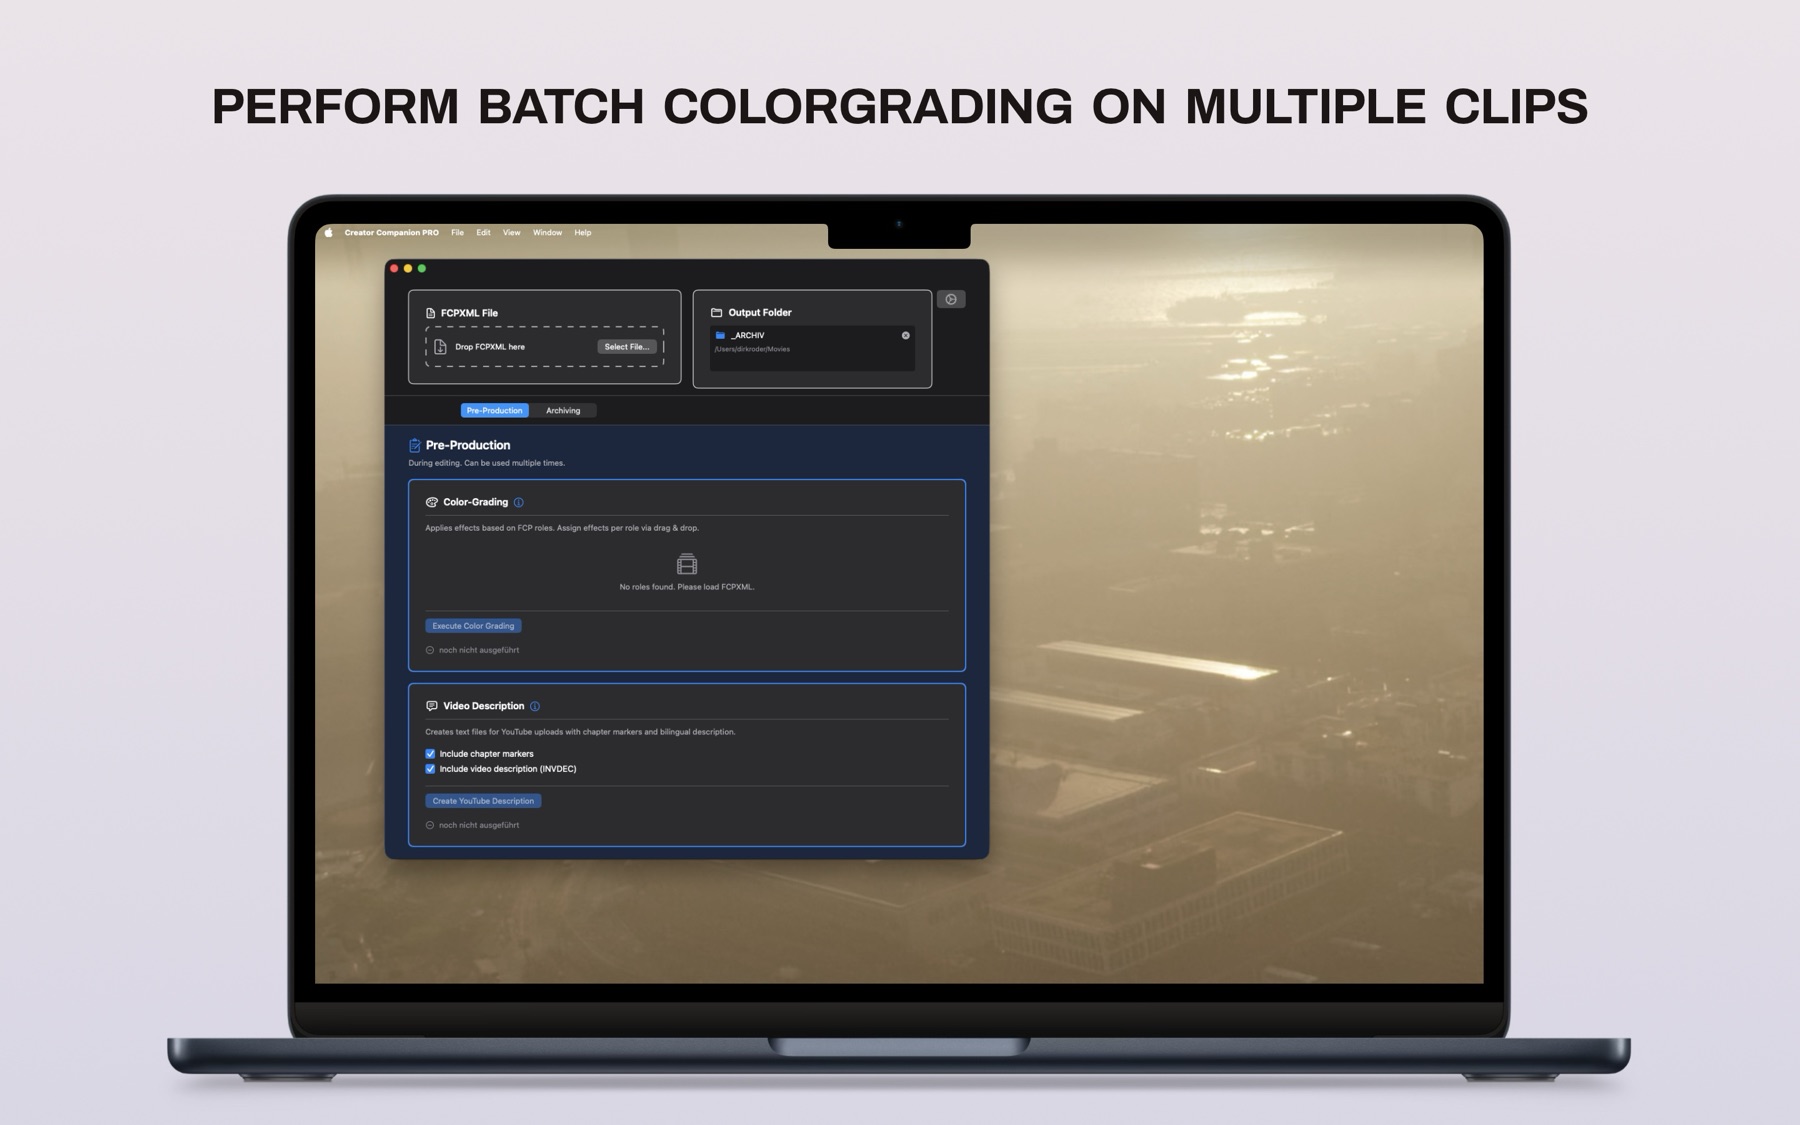 PERFORM BATCH COLORGRADING ON MULTIPLE CLIPS
Creator Companion PRO File Edit View Window Help
FCPXML File
Drop FCPXML here
Select File...
Output Folder
_ARCHIV
/Users/dirkroder/Movies
Pre-Production
Archiving
Pre-Production
During editing. Can be used multiple times.
Color-Grading
Applies effects based on FCP roles. Assign effects per role via drag & drop.
No roles found. Please load FCPXML.
Execute Color Grading
noch nicht ausgeführt
Video Description
Creates text files for YouTube uploads with chapter markers and bilingual description.
Include chapter markers
Include video description (INVDEC)
Create YouTube Description
noch nicht ausgeführt